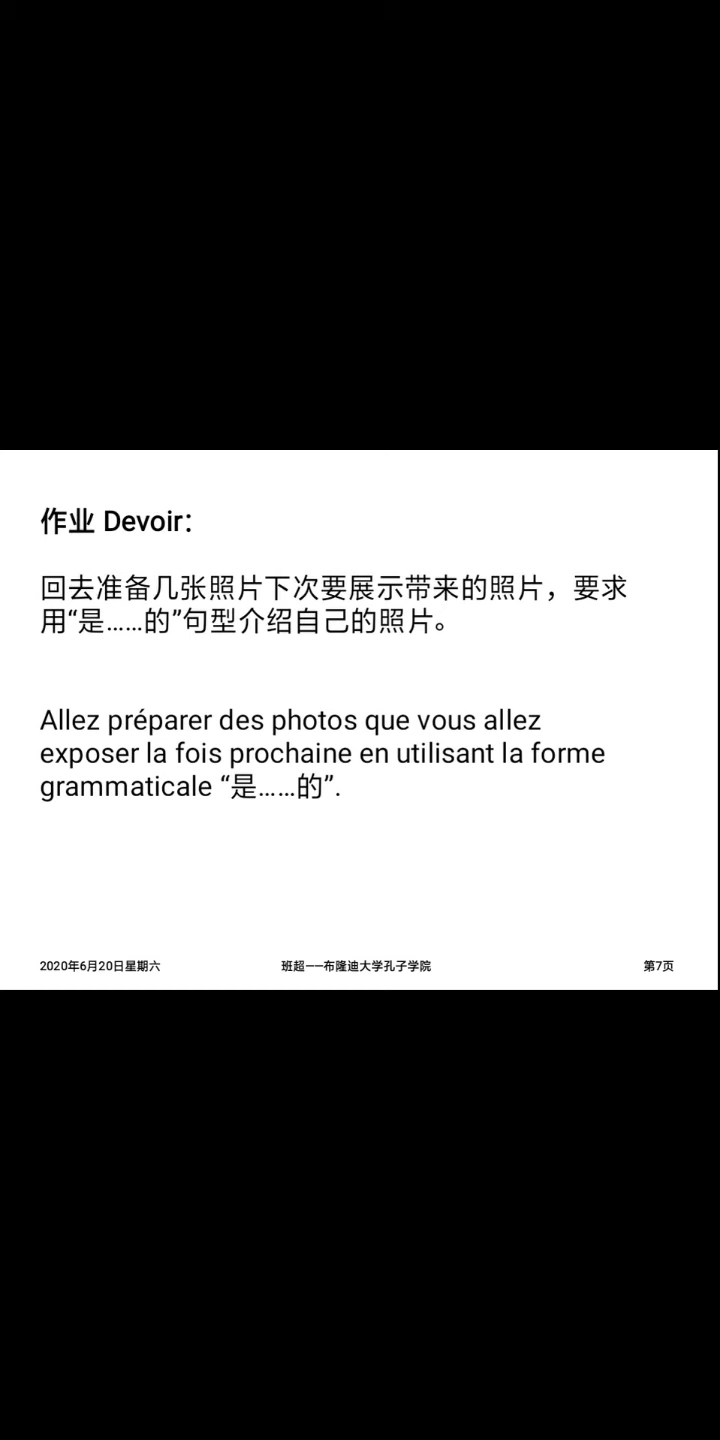 作业 Devoir:
回去准备几张照片下次要展示带来的照片，要求
用“是……的”句型介绍自己的照片。
Allez préparer des photos que vous allez
exposer la fois prochaine en utilisant la forme
grammaticale “是……的”.
2020年6月20日星期六
班超——布隆迪大学孔子学院
第7页